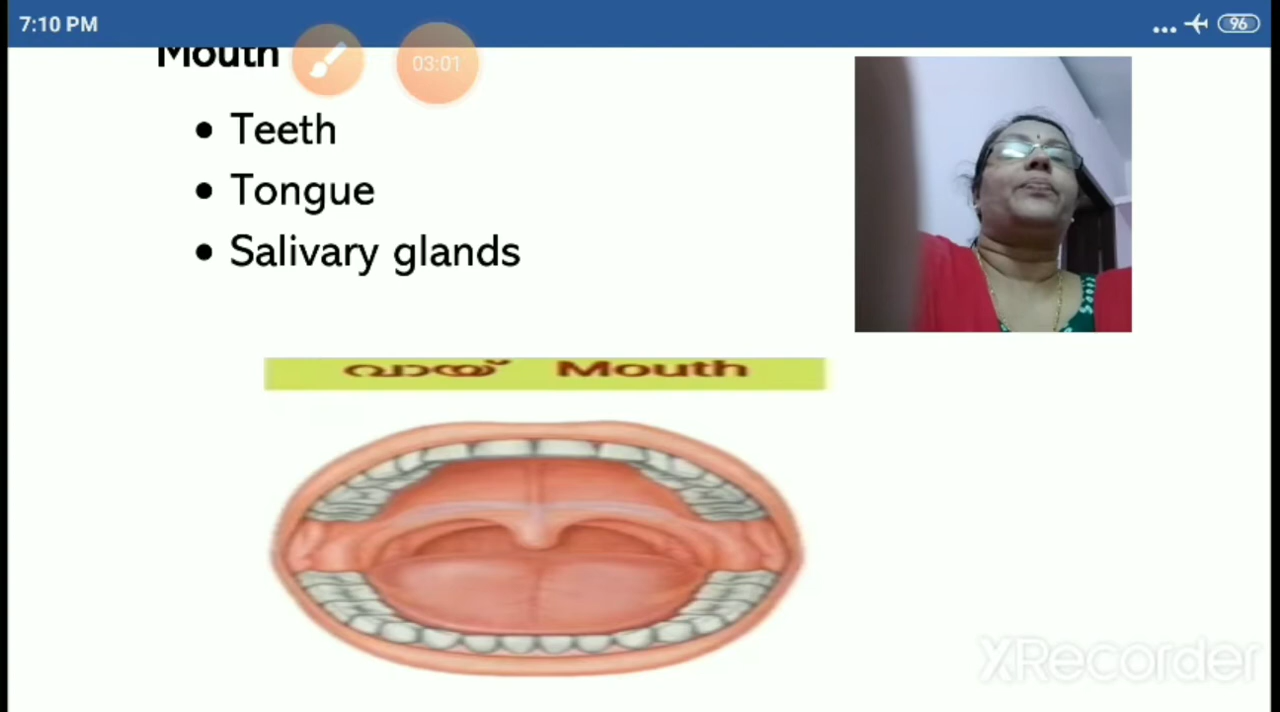 7:10 PM
96
Mouth
03:01
• Teeth
• Tongue
• Salivary glands
വായ് Mouth
XRecorder